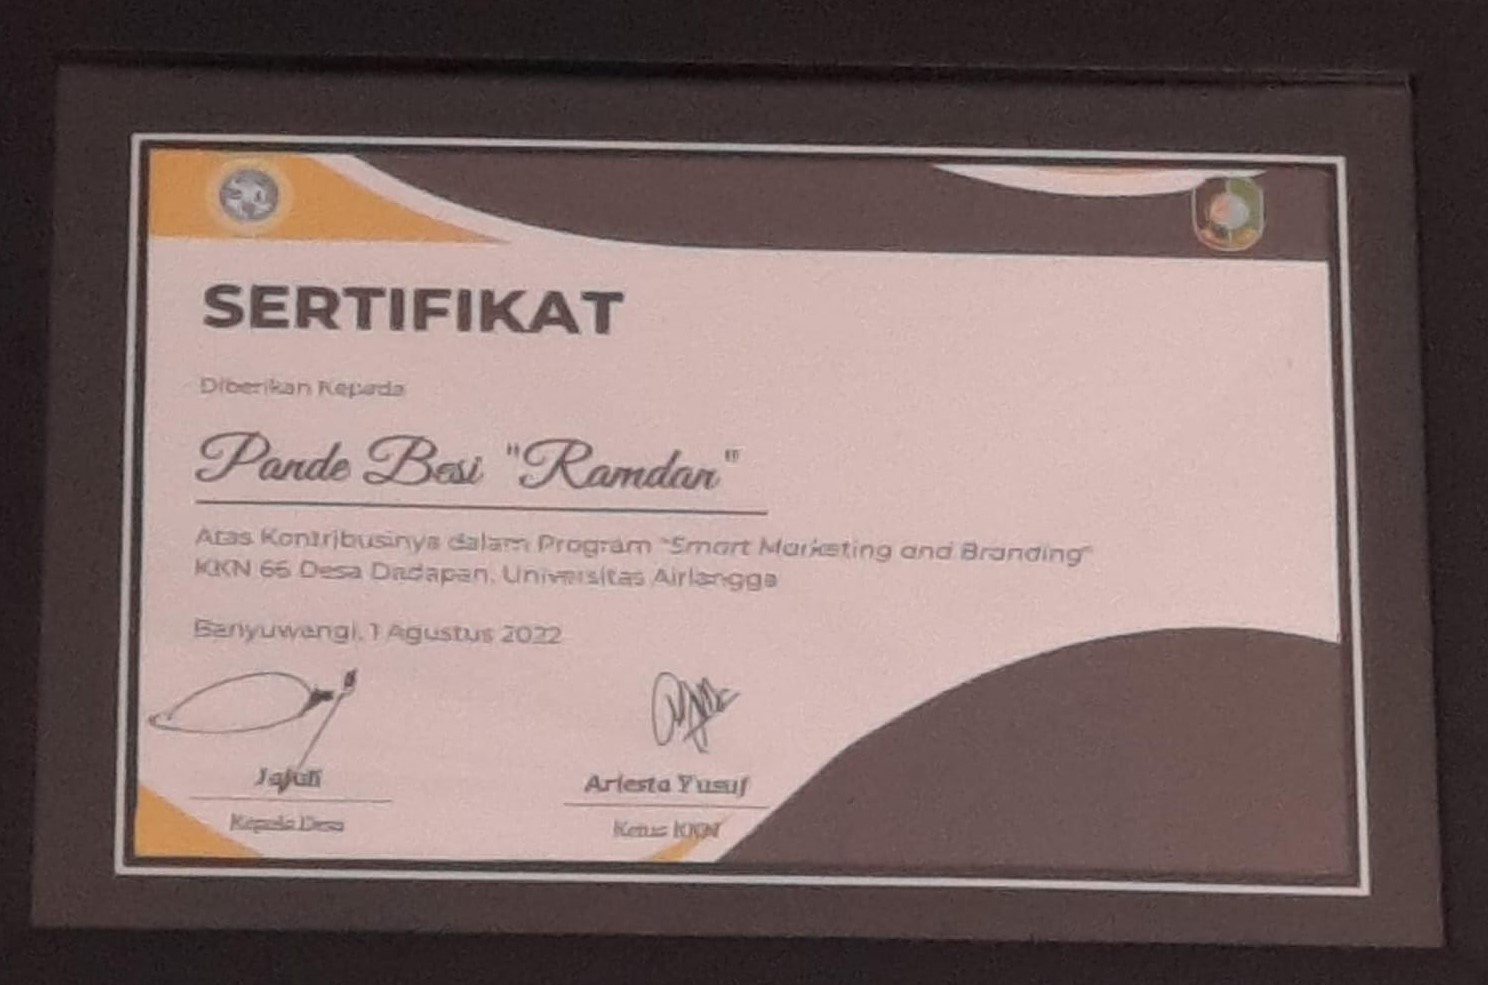 SERTIFIKAT
Diberikan Kepada
Pande Besi "Ramdan"
Atas Kontribusinya dalam Program "Smart Marketing and Branding"
KKN 66 Desa Dadapan, Universitas Airlangga
Banyuwangi, 1 Agustus 2022
Jajuli
Ariesta Yusuf
Kepala Desa
Ketua KKN